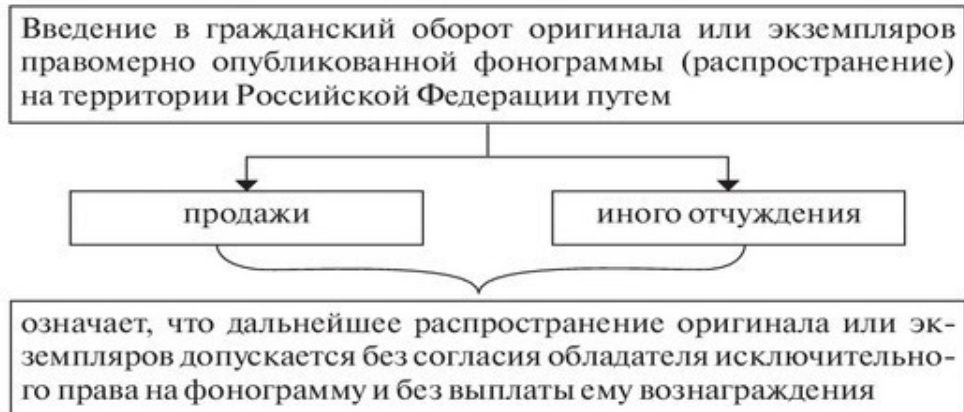 Введение в гражданский оборот оригинала или экземпляров
правомерно опубликованной фонограммы (распространение)
на территории Российской Федерации путем
продажи
иного отчуждения
означает, что дальнейшее распространение оригинала или эк-
земпляров допускается без согласия обладателя исключительно-
го права на фонограмму и без выплаты ему вознаграждения